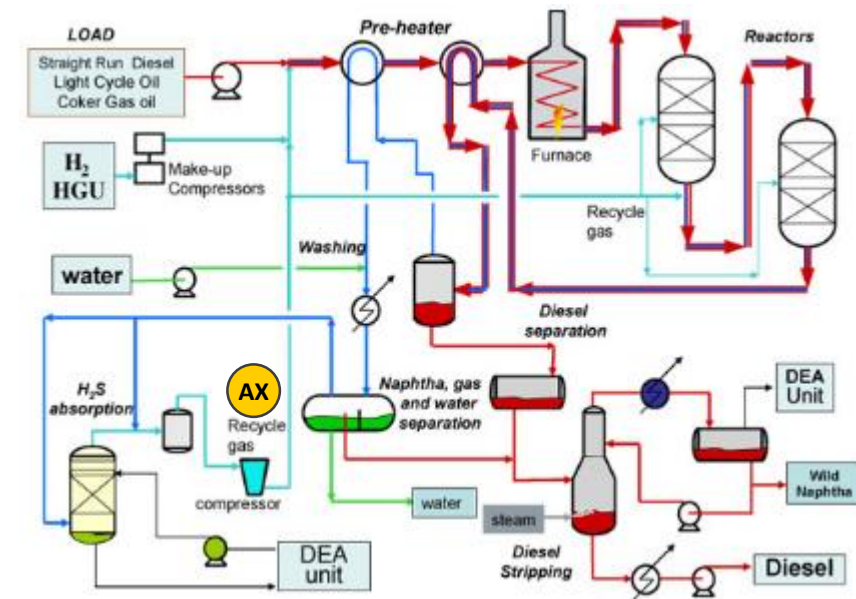 LOAD
Straight Run Diesel
Light Cycle Oil
Coker Gas oil
Pre-heater
Reactors
Furnace
H2
HGU
Make-up
Compressors
Recycle
gas
Washing
water
Diesel
separation
H2S
absorption
AX
Recycle
gas
compressor
Naphtha, gas
and water
separation
DEA
Unit
Wild
Naphtha
water
steam
DEA
unit
Diesel
Stripping
Diesel